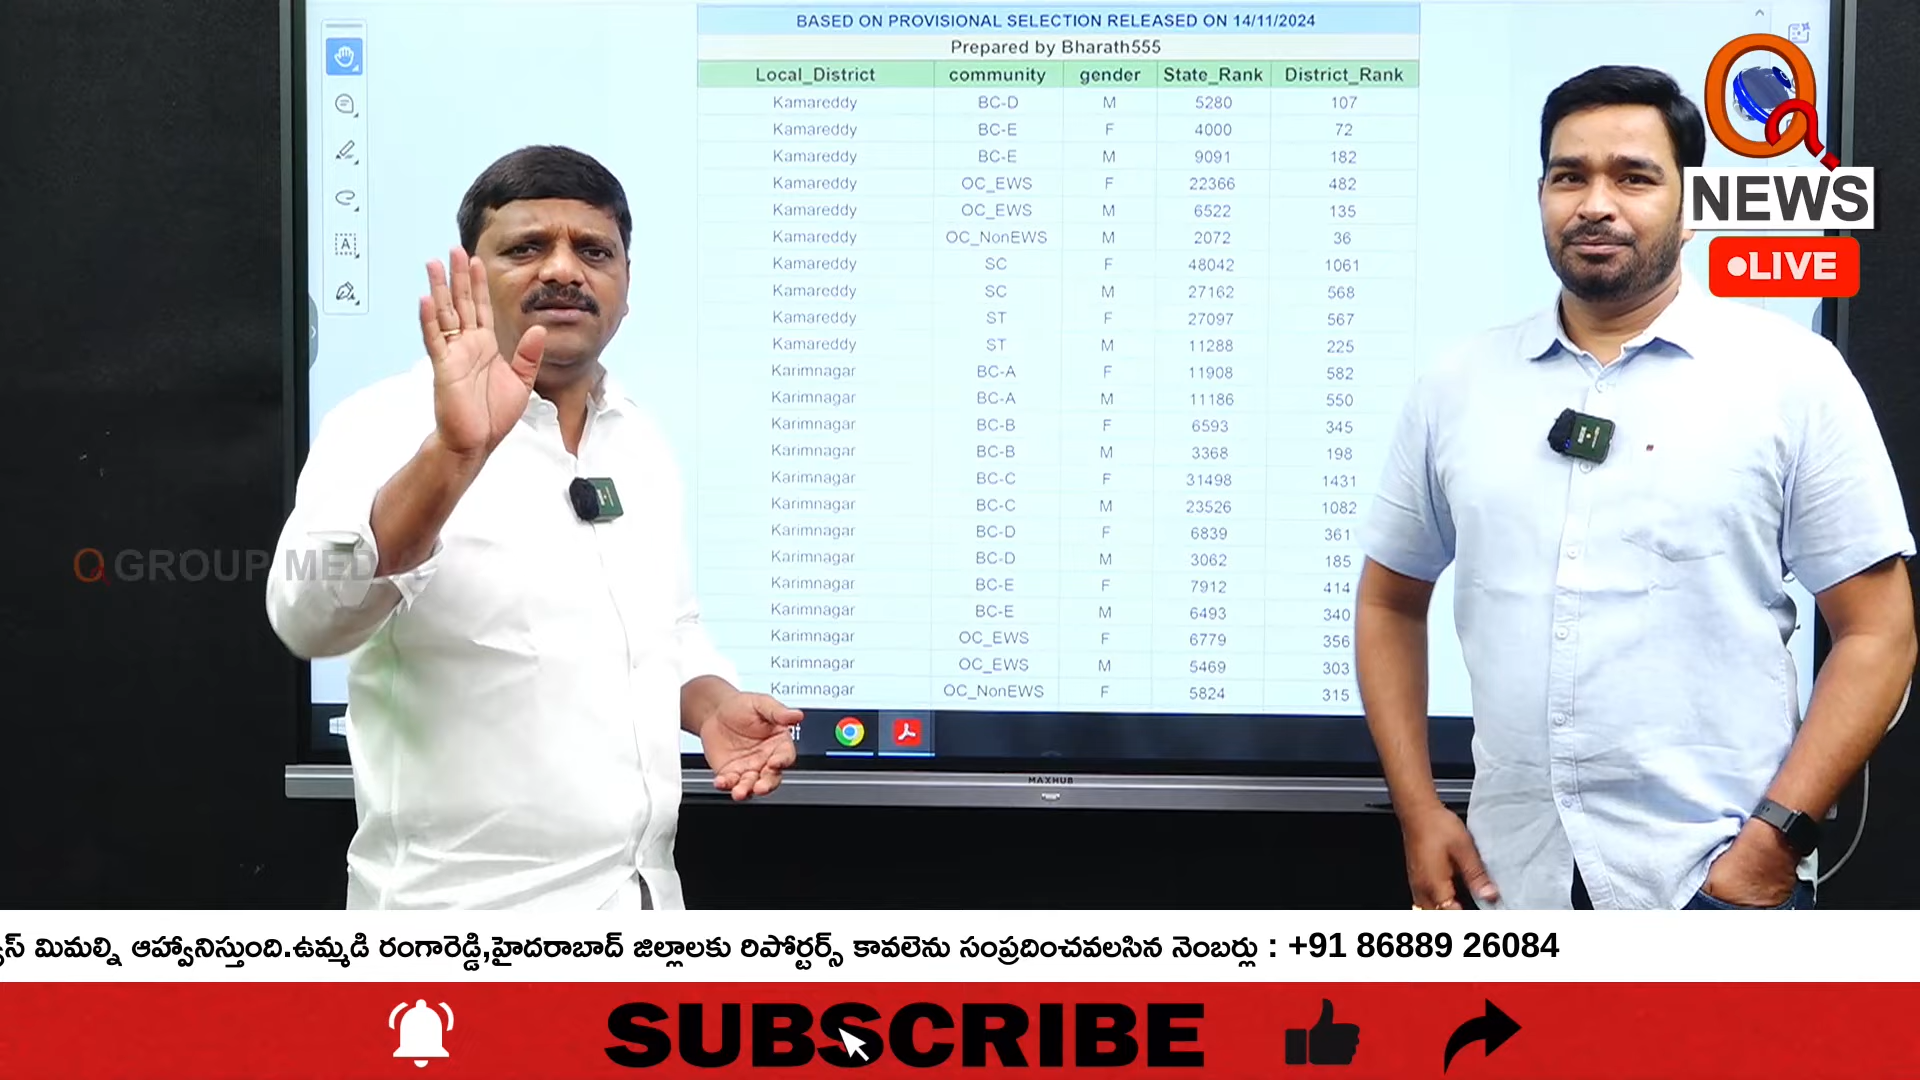 BASED ON PROVISIONAL SELECTION RELEASED ON 14/11/2024
Prepared by Bharath555
Local_District community gender State_Rank District_Rank
Kamareddy BC-D M 5280 107
Kamareddy BC-E F 4000 72
Kamareddy BC-E M 9091 182
Kamareddy OC_EWS F 22366 482
Kamareddy OC_EWS M 6522 135
Kamareddy OC_NonEWS M 2072 36
Kamareddy SC F 48042 1061
Kamareddy SC M 27162 568
Kamareddy ST F 27097 567
Kamareddy ST M 11288 225
Karimnagar BC-A F 11908 582
Karimnagar BC-A M 11186 550
Karimnagar BC-B F 6593 345
Karimnagar BC-B M 3368 198
Karimnagar BC-C F 31498 1431
Karimnagar BC-C M 23526 1082
Karimnagar BC-D F 6839 361
Karimnagar BC-D M 3062 185
Karimnagar BC-E F 7912 414
Karimnagar BC-E M 6493 340
Karimnagar OC_EWS F 6779 356
Karimnagar OC_EWS M 5469 303
Karimnagar OC_NonEWS F 5824 315
MAXHUB
Q
NEWS
LIVE
Q GROUP MEDIA
మిమల్ని ఆహ్వానిస్తుంది.ఉమ్మడి రంగారెడ్డి,హైదరాబాద్ జిల్లాలకు రిపోర్టర్స్ కావలెను సంప్రదించవలసిన నెంబర్లు : +91 86889 26084
SUBSCRIBE